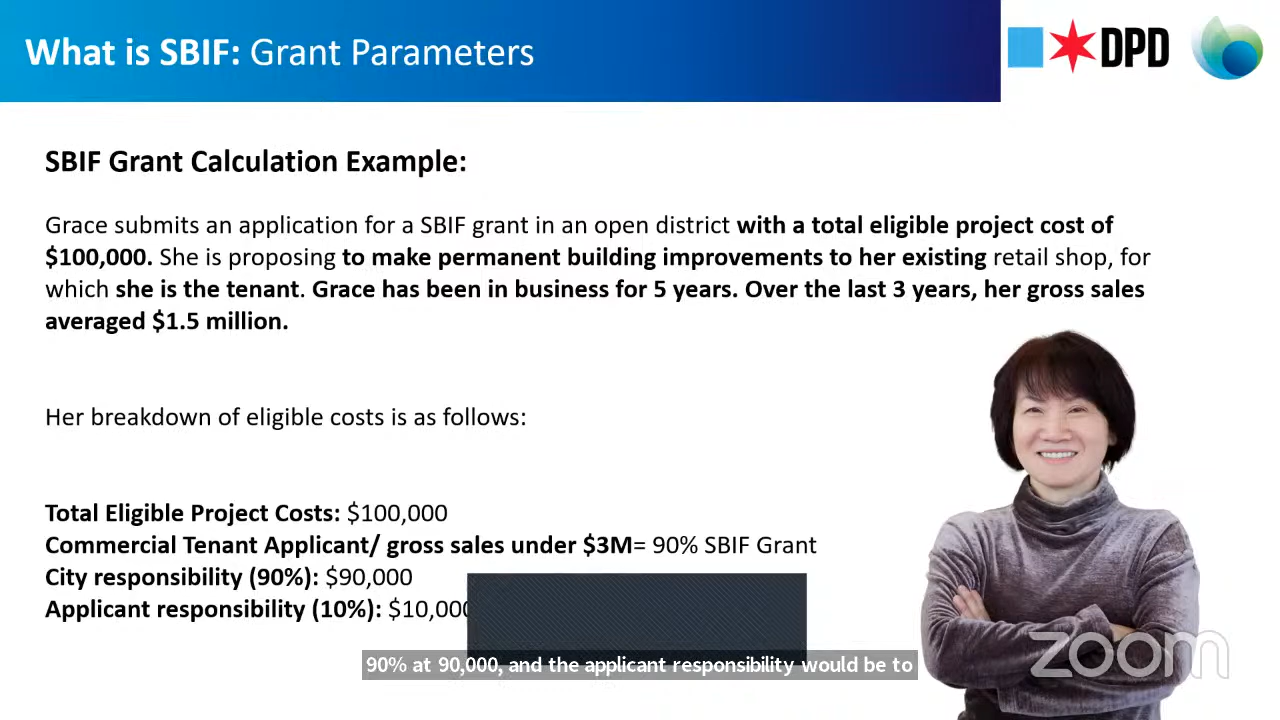 What is SBIF: Grant Parameters
DPD
SBIF Grant Calculation Example:
Grace submits an application for a SBIF grant in an open district with a total eligible project cost of
$100,000. She is proposing to make permanent building improvements to her existing retail shop, for
which she is the tenant. Grace has been in business for 5 years. Over the last 3 years, her gross sales
averaged $1.5 million.
Her breakdown of eligible costs is as follows:
Total Eligible Project Costs: $100,000
Commercial Tenant Applicant/ gross sales under $3M= 90% SBIF Grant
City responsibility (90%): $90,000
Applicant responsibility (10%): $10,000
90% at 90,000, and the applicant responsibility would be to
zoom